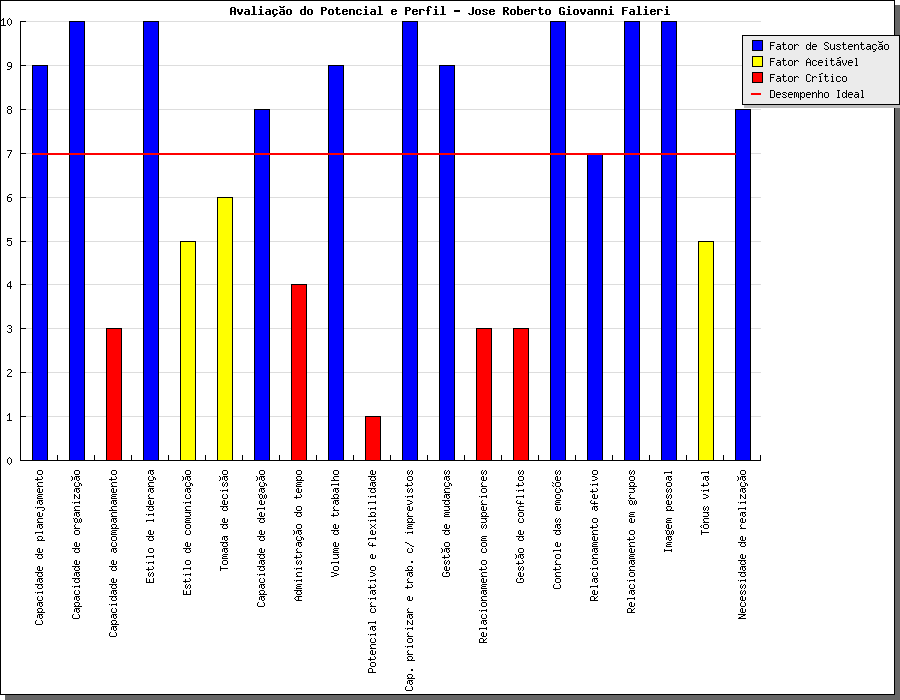 Avaliação do Potencial e Perfil - Jose Roberto Giovanni Falieri
Fator de Sustentação
Fator Aceitável
Fator Crítico
Desempenho Ideal
10
9
8
7
6
5
4
3
2
1
0
Capacidade de planejamento
Capacidade de organização
Capacidade de acompanhamento
Estilo de liderança
Estilo de comunicação
Tomada de decisão
Capacidade de delegação
Administração do tempo
Volume de trabalho
Potencial criativo e flexibilidade
Cap. priorizar e trab. c/ imprevistos
Gestão de mudanças
Relacionamento com superiores
Gestão de conflitos
Controle das emoções
Relacionamento afetivo
Relacionamento em grupos
Imagem pessoal
Tônus vital
Necessidade de realização